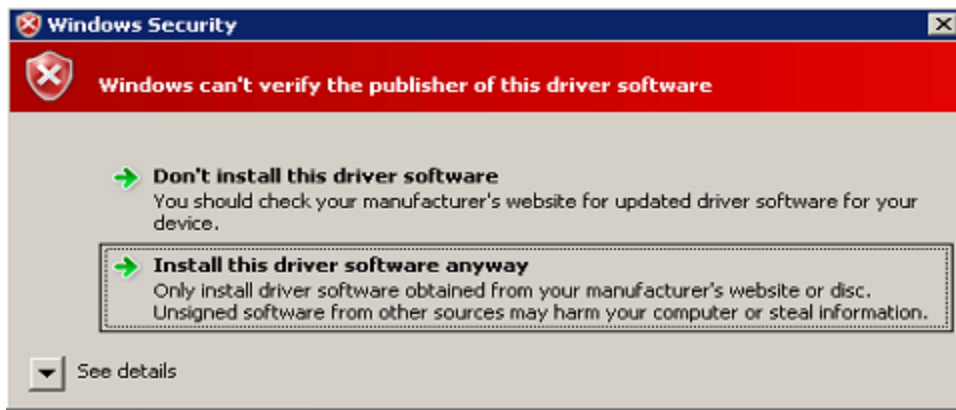 Windows Security
Windows can't verify the publisher of this driver software
Don't install this driver software
You should check your manufacturer's website for updated driver software for your
device.
Install this driver software anyway
Only install driver software obtained from your manufacturer's website or disc.
Unsigned software from other sources may harm your computer or steal information.
See details